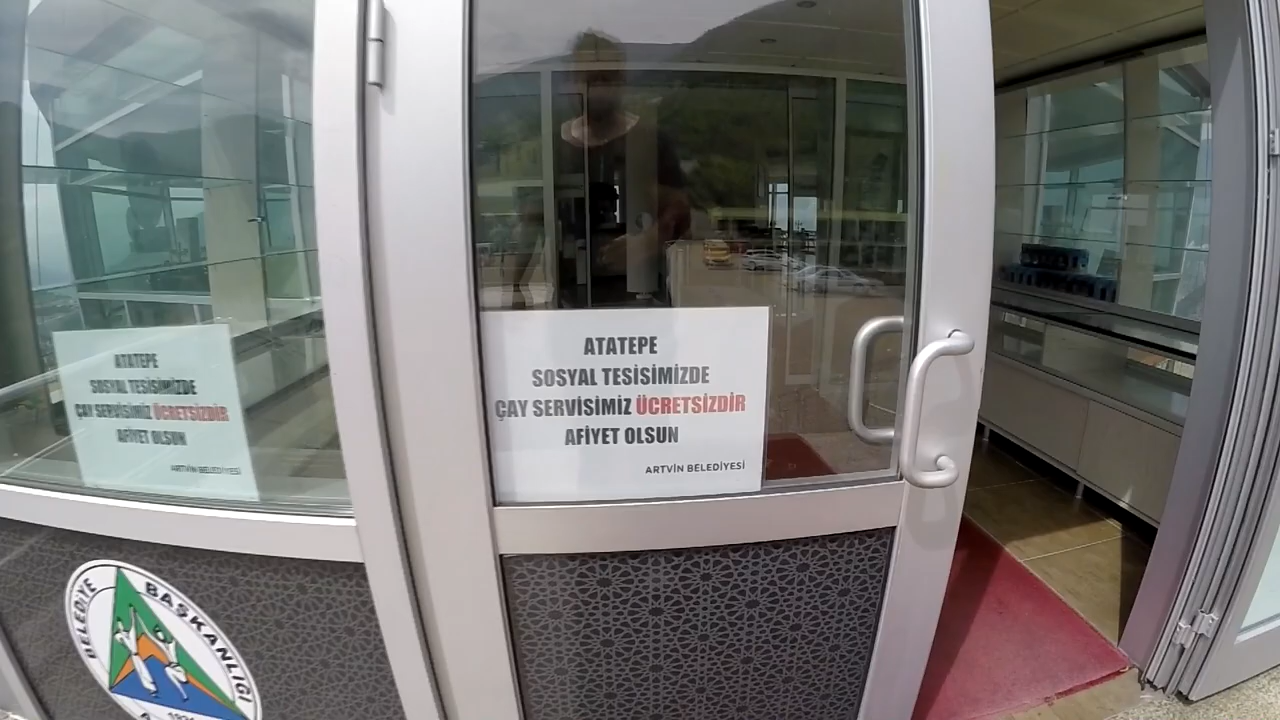 ATATEPE
SOSYAL TESİSİMİZDE
ÇAY SERVİSİMİZ ÜCRETSİZDİR
AFİYET OLSUN
ARTVİN BELEDİYESİ
ATATEPE
SOSYAL TESİSİMİZDE
ÇAY SERVİSİMİZ ÜCRETSİZDİR
AFİYET OLSUN
ARTVİN BELEDİYESİ
BELEDİYE BAŞKANLIĞI